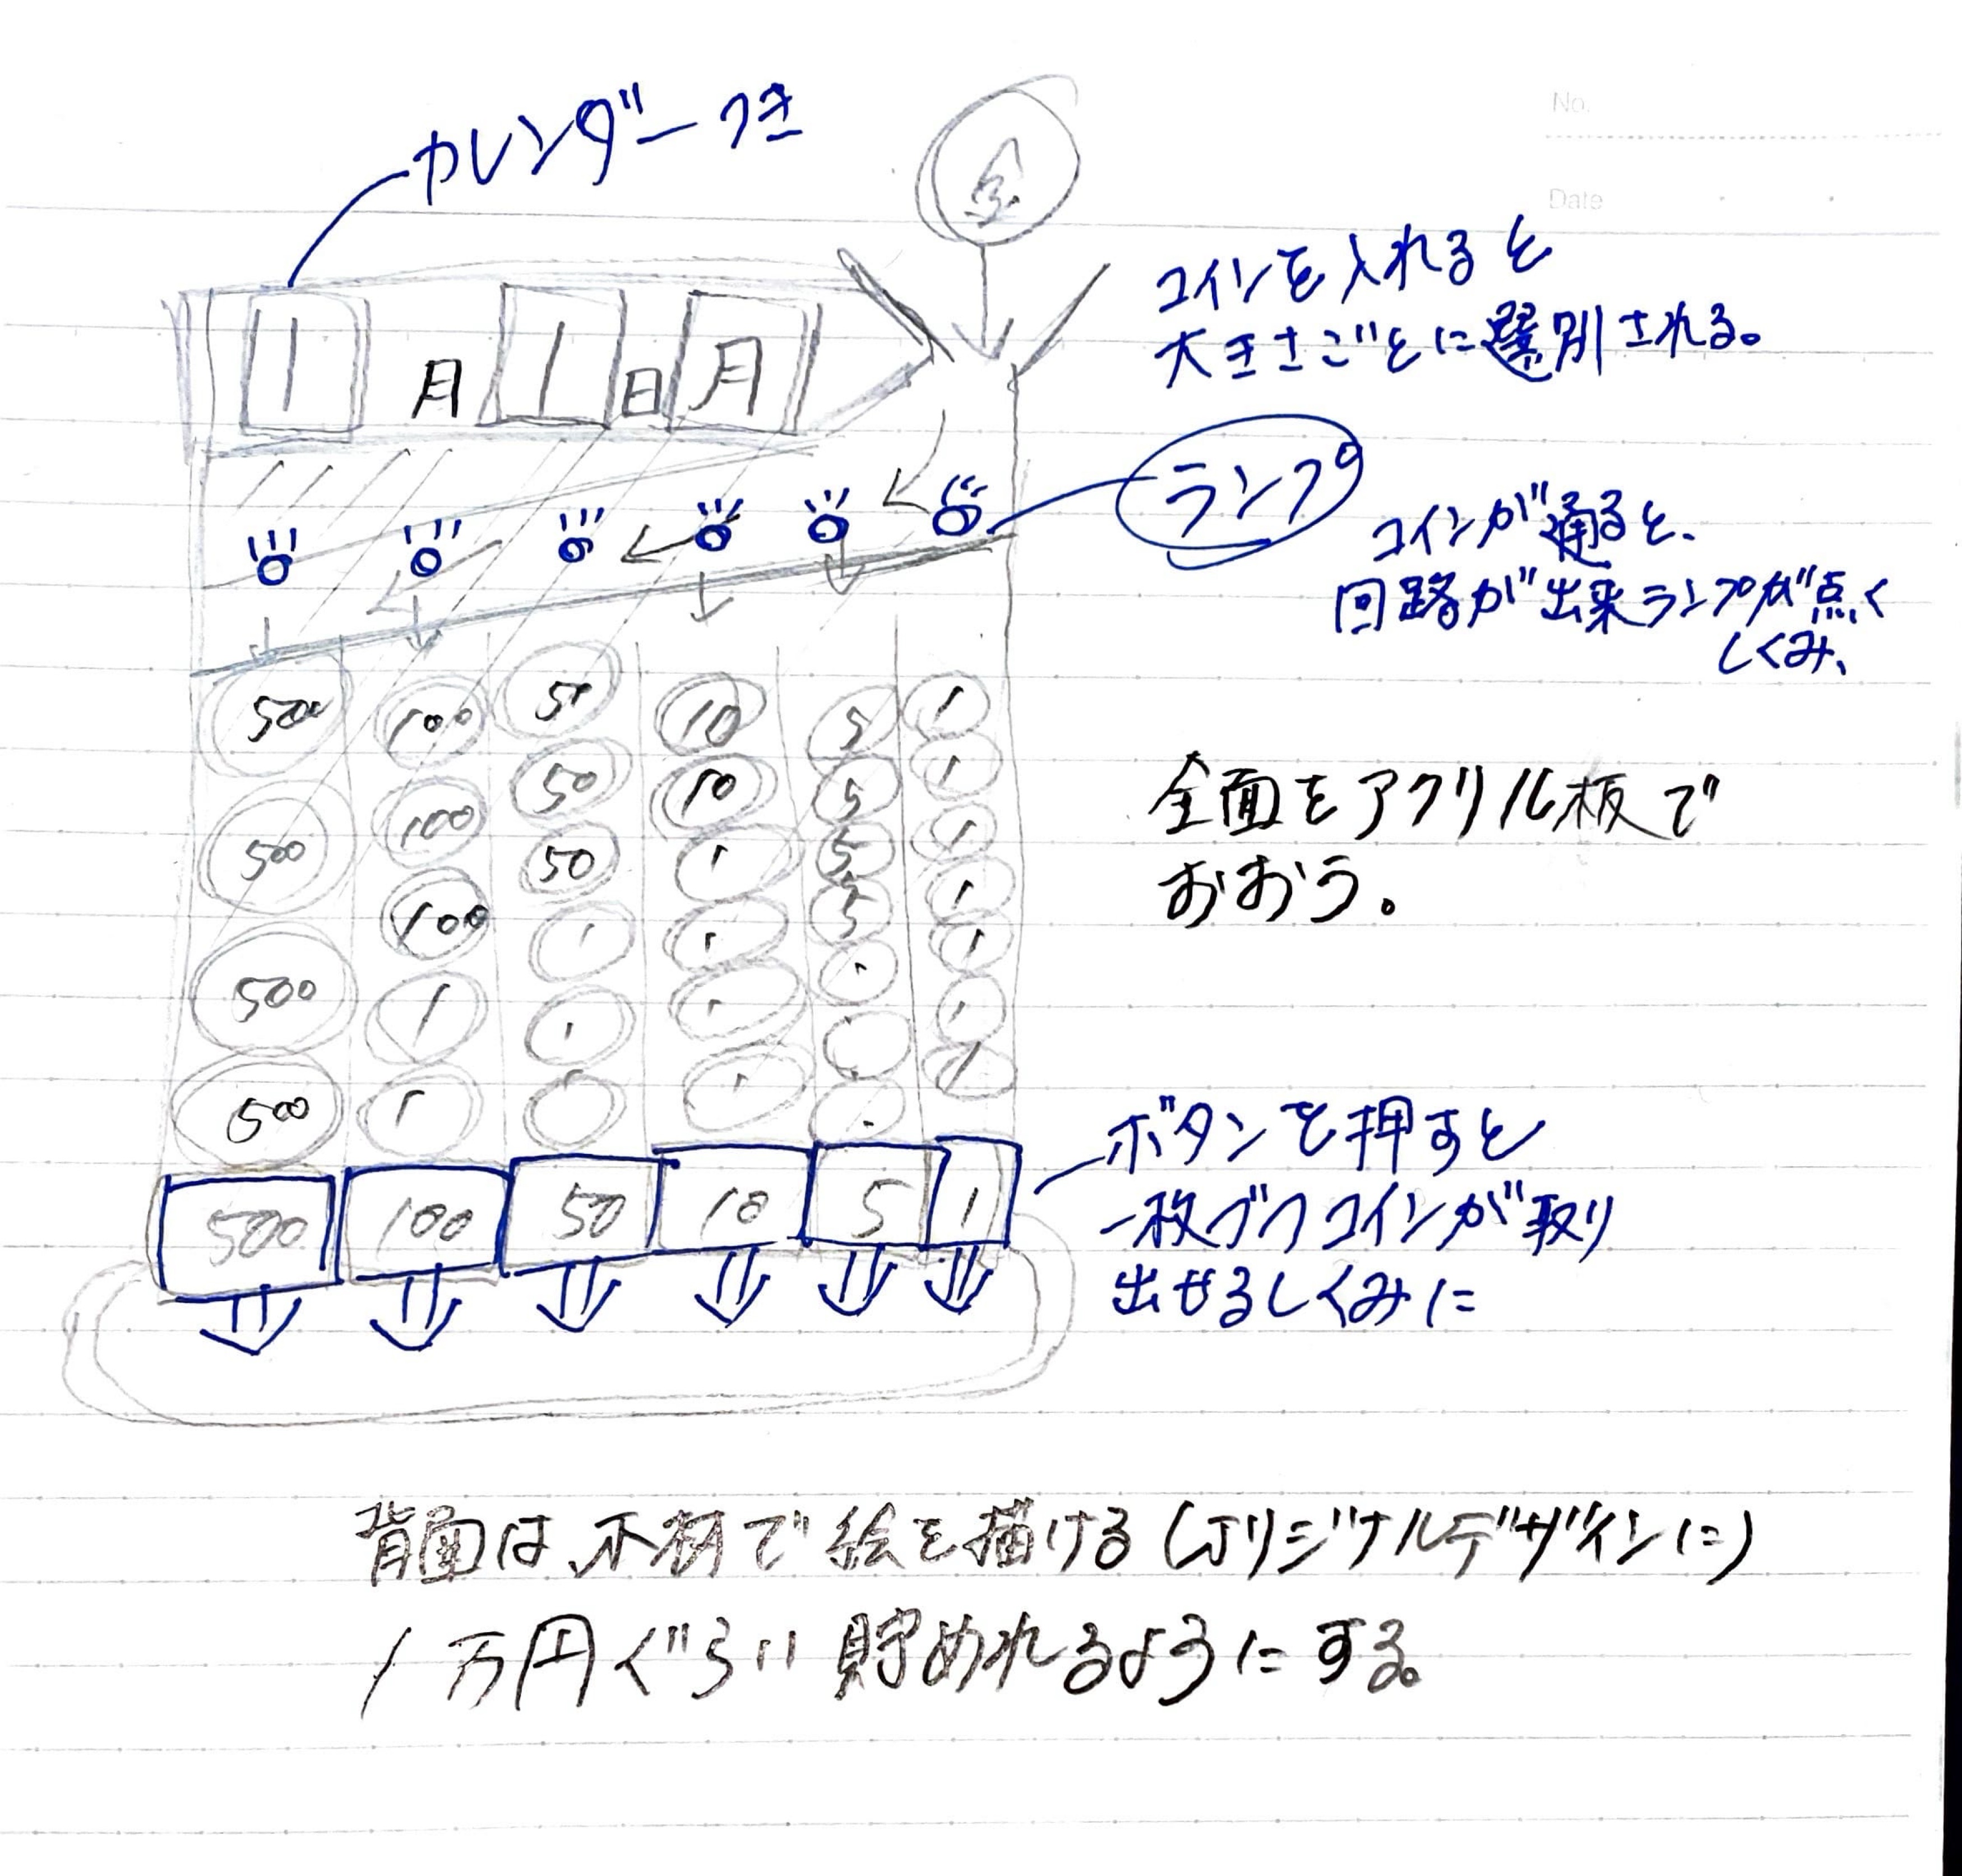 No.
Date
カレンダーつき
金
コインを入れると
大きさごとに選別される。
1月1日月
ランプ
コインが通ると、
回路が出来ランプが点く
しくみ、
500 100 50 10 5 1
500 100 50 10 5 1
500 100 50 1 5 1
500 1 1 1 5 1
1 1 1 1
1
1
全面をアクリル板で
おおう。
500 100 50 10 5 1
ボタンを押すと
一枚づつコインが取り
出せるしくみに
背面は木材で絵を描ける(オリジナルデザインに)
1万円ぐらい貯めれるようにする。